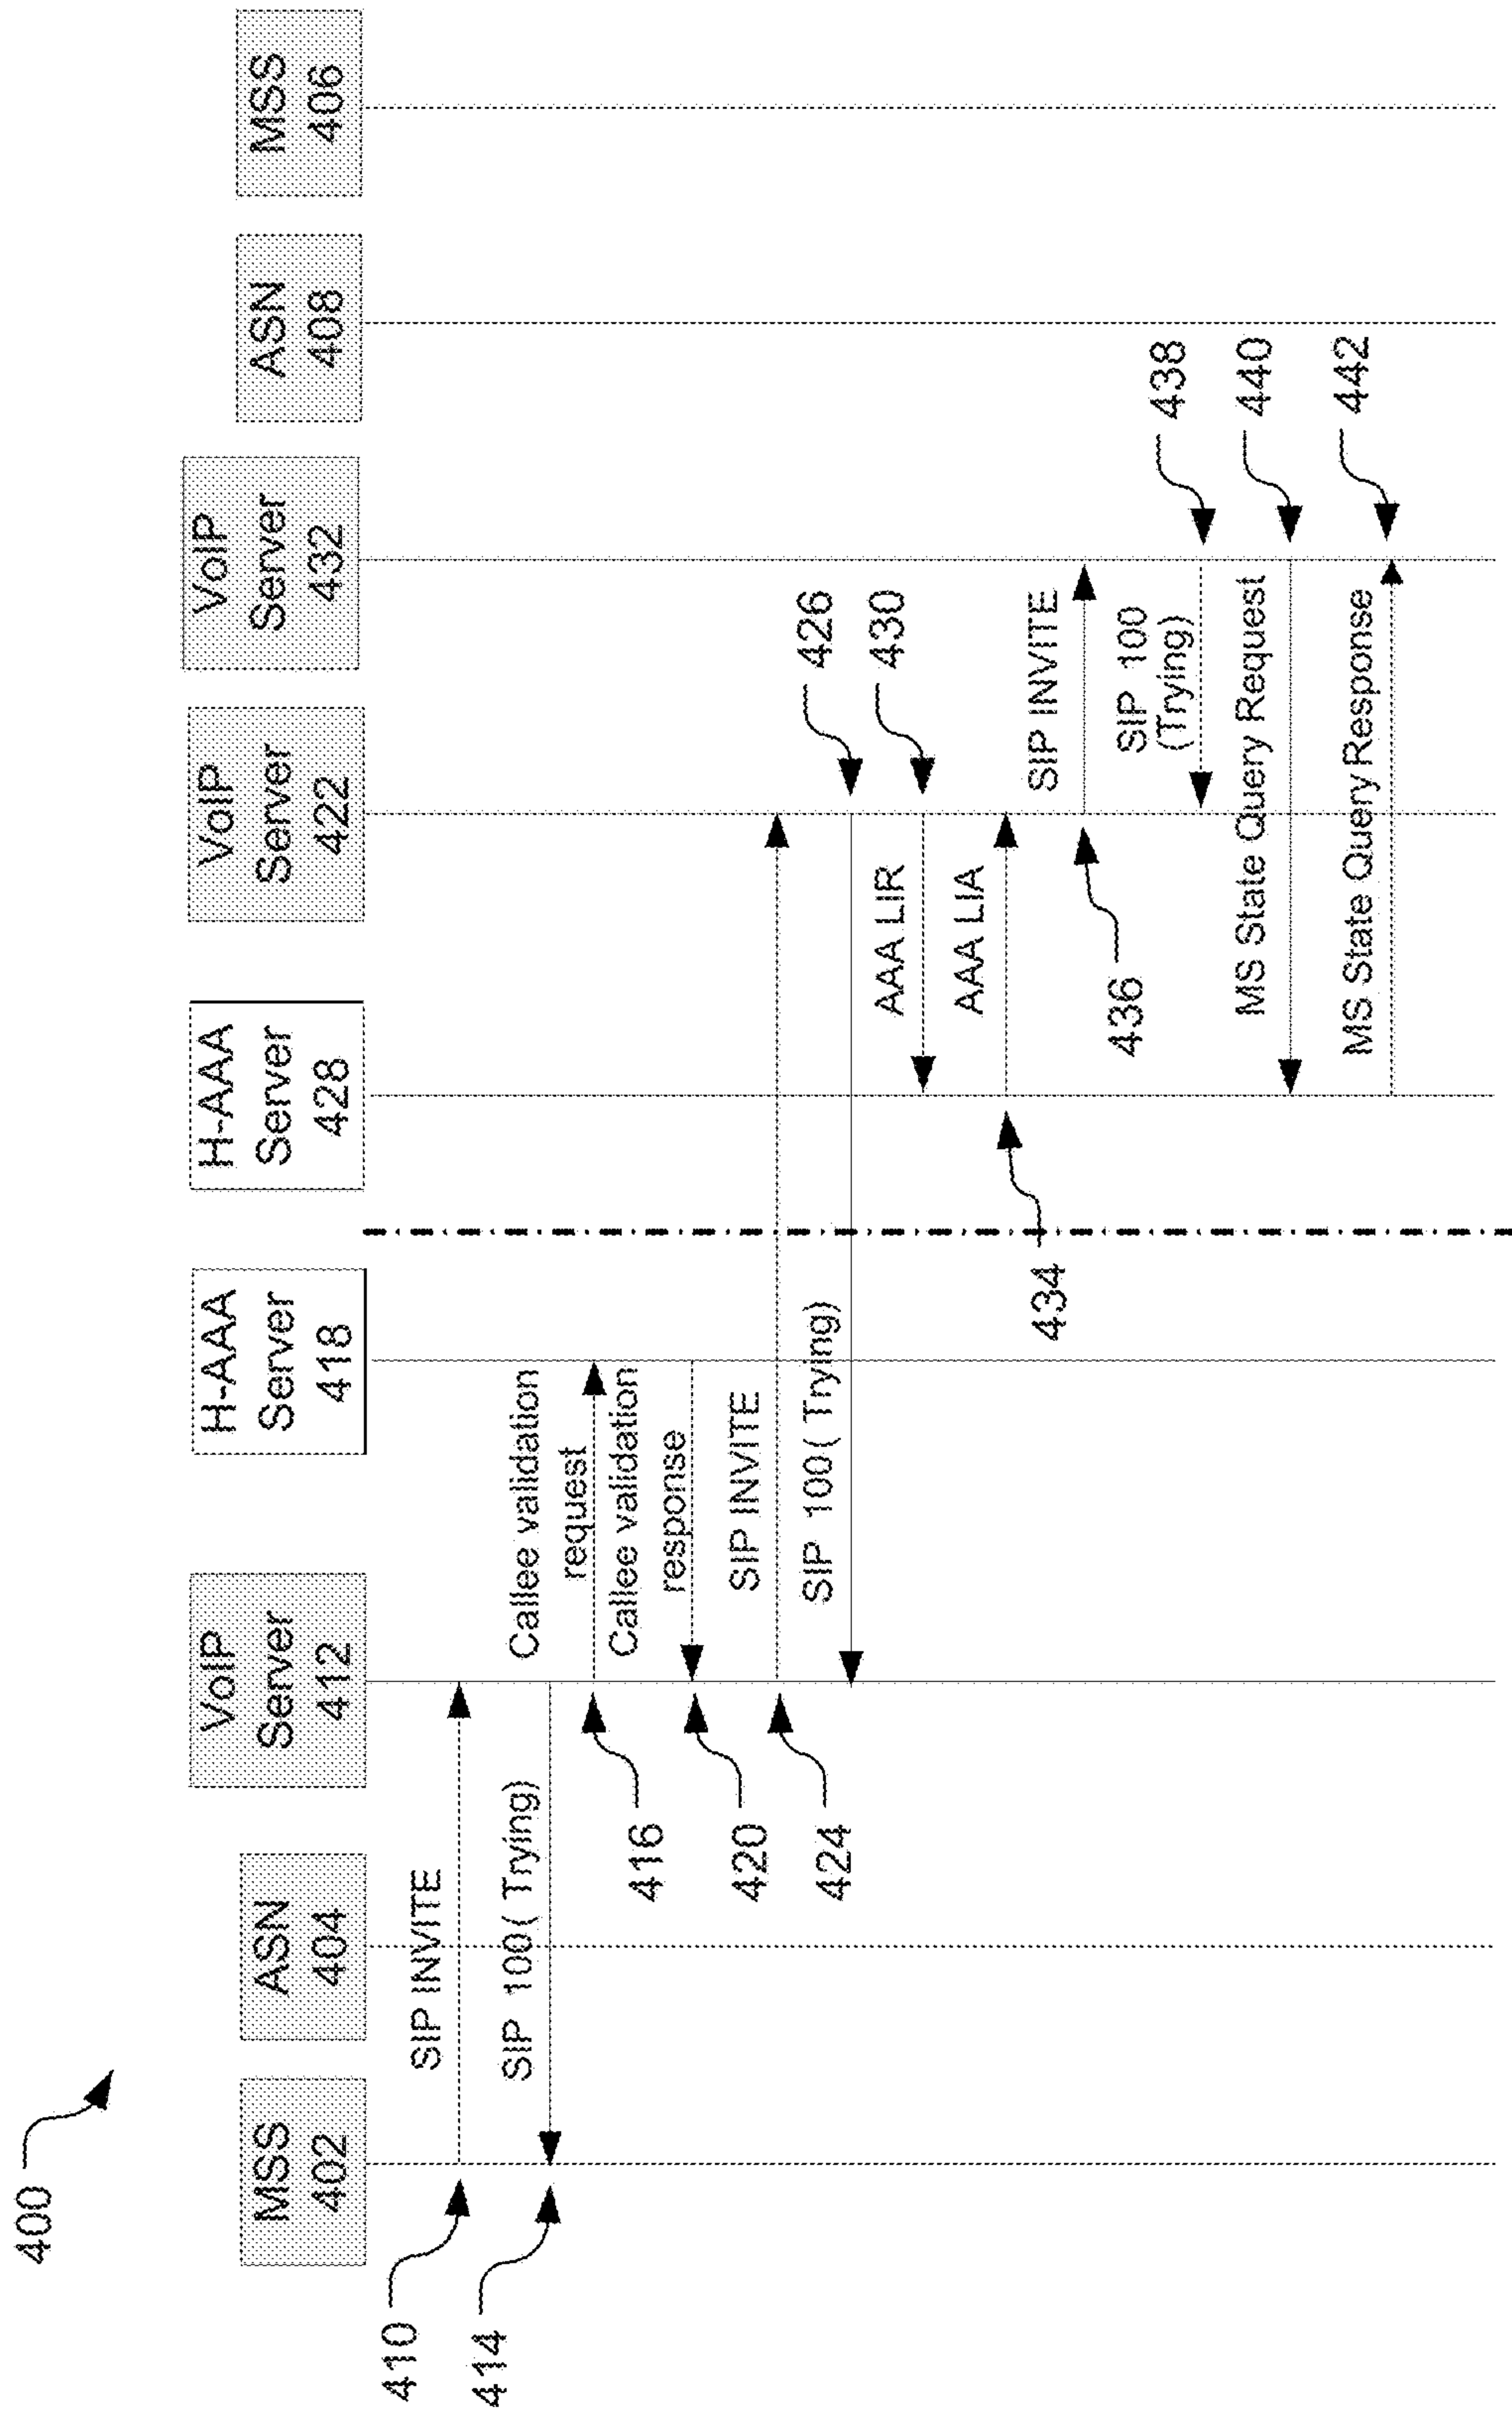 400
MSS
402
ASN
404
VoIP
Server
412
H-AAA
Server
418
H-AAA
Server
428
VoIP
Server
422
VoIP
Server
432
ASN
408
MSS
406
410
SIP INVITE
414
SIP 100( Trying)
Callee validation
request
416
Callee validation
response
420
SIP INVITE
424
SIP 100( Trying)
426
AAA LIR
430
AAA LIA
434
SIP INVITE
436
SIP 100
(Trying)
438
MS State Query Request
440
MS State Query Response
442